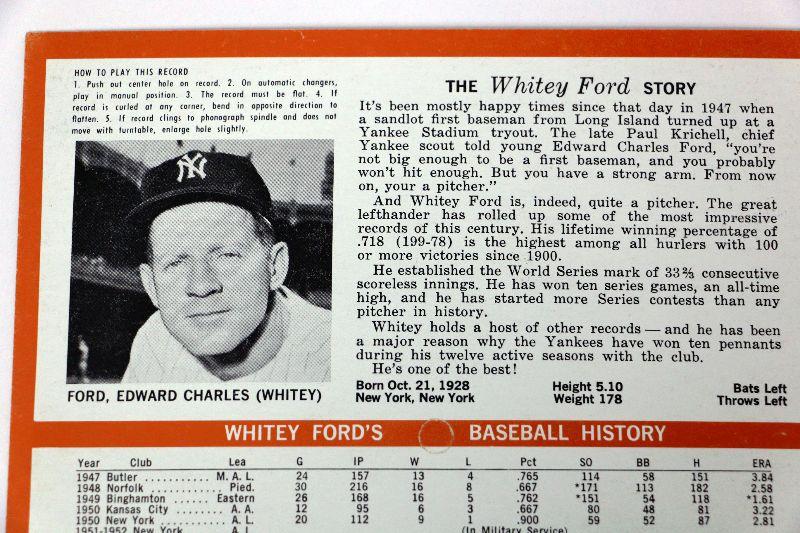 HOW TO PLAY THIS RECORD
1. Push out center hole on record. 2. On automatic changers,
play in manual position. 3. The record must be flat. 4. If
record is curled at any corner, bend in opposite direction to
flatten. 5. If record clings to phonograph spindle and does not
move with turntable, enlarge hole slightly.
NY
FORD, EDWARD CHARLES (WHITEY)
THE Whitey Ford STORY
It's been mostly happy times since that day in 1947 when
a sandlot first baseman from Long Island turned up at a
Yankee Stadium tryout. The late Paul Krichell, chief
Yankee scout told young Edward Charles Ford, "you're
not big enough to be a first baseman, and you probably
won't hit enough. But you have a strong arm. From now
on, your a pitcher."
And Whitey Ford is, indeed, quite a pitcher. The great
lefthander has rolled up some of the most impressive
records of this century. His lifetime winning percentage of
.718 (199-78) is the highest among all hurlers with 100
or more victories since 1900.
He established the World Series mark of 33⅔ consecutive
scoreless innings. He has won ten series games, an all-time
high, and he has started more Series contests than any
pitcher in history.
Whitey holds a host of other records — and he has been
a major reason why the Yankees have won ten pennants
during his twelve active seasons with the club.
He's one of the best!
Born Oct. 21, 1928 Height 5.10 Bats Left
New York, New York Weight 178 Throws Left
WHITEY FORD'S BASEBALL HISTORY
Year Club Lea G IP W L Pct SO BB H ERA
1947 Butler ........... M. A. L. 24 157 13 4 .765 114 58 151 3.84
1948 Norfolk ............ Pied. 30 216 16 8 .667 *171 113 182 2.58
1949 Binghamton ...... Eastern 26 168 16 5 .762 *151 54 118 *1.61
1950 Kansas City ........ A. A. 12 95 6 3 .667 80 48 81 3.22
1950 New York .......... A. L. 20 112 9 1 .900 59 52 87 2.81
1951-1952 New York A. L. (In Military Service)